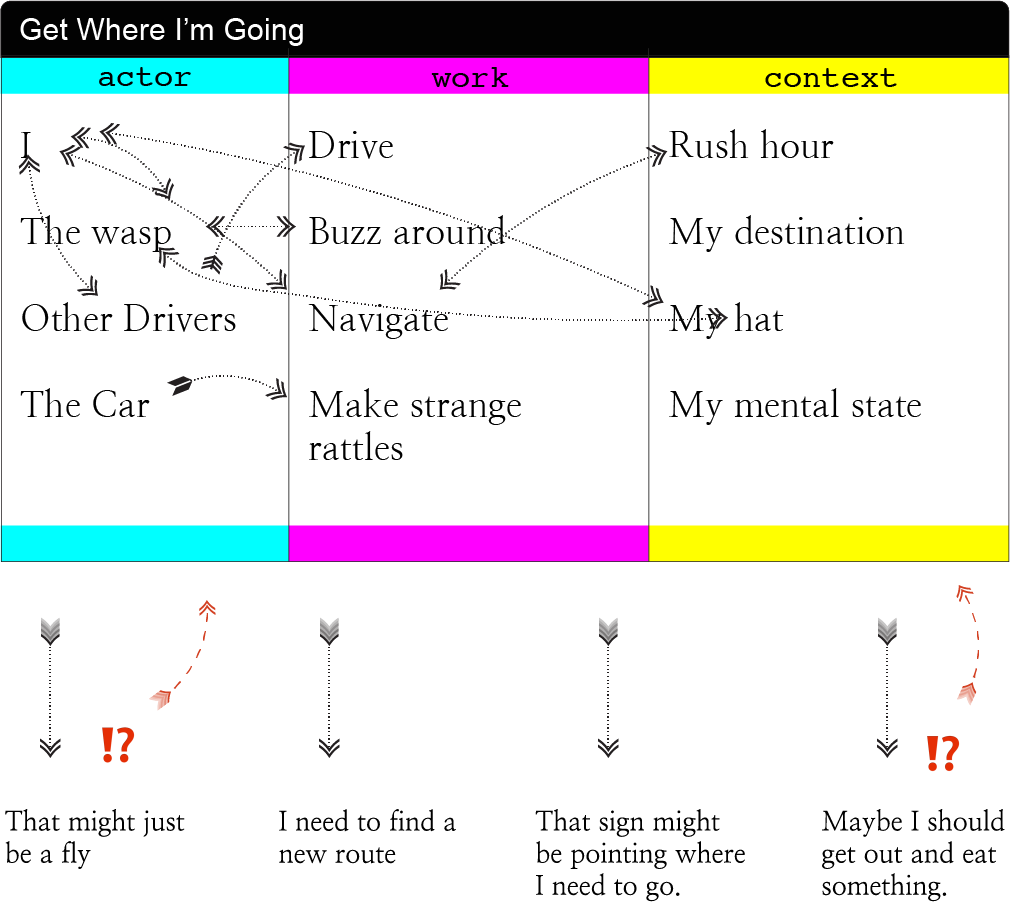 Get Where I’m Going
actor work context
I Drive Rush hour
The wasp Buzz around My destination
Other Drivers Navigate My hat
The Car Make strange My mental state
rattles
!? !?
That might just I need to find a That sign might Maybe I should
be a fly new route be pointing where get out and eat
I need to go. something.